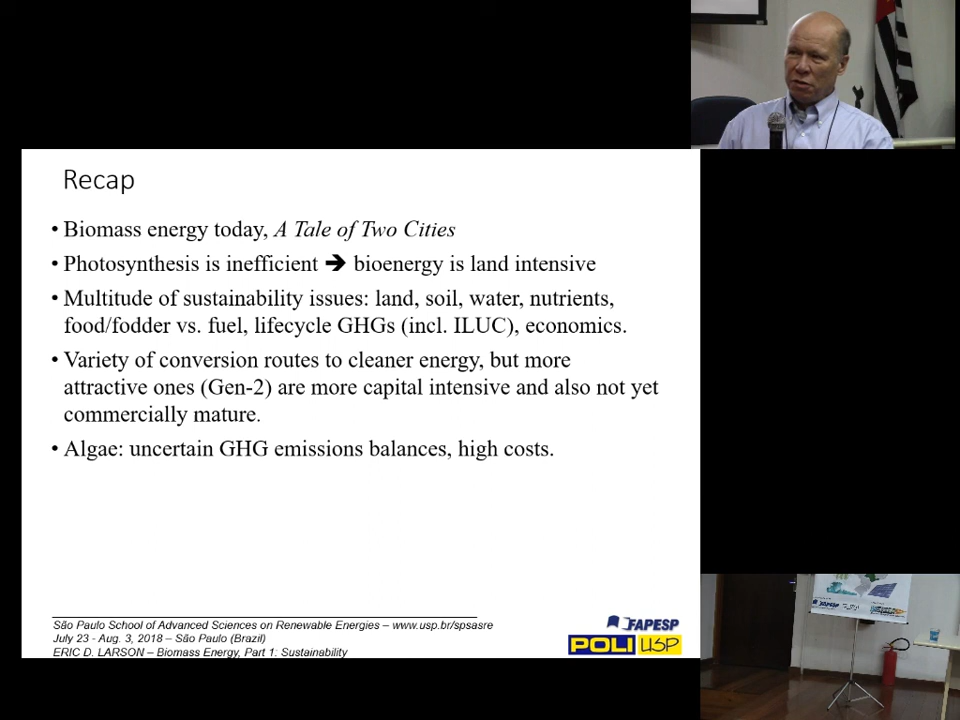 Recap
• Biomass energy today, A Tale of Two Cities
• Photosynthesis is inefficient ➔ bioenergy is land intensive
• Multitude of sustainability issues: land, soil, water, nutrients,
food/fodder vs. fuel, lifecycle GHGs (incl. ILUC), economics.
• Variety of conversion routes to cleaner energy, but more
attractive ones (Gen-2) are more capital intensive and also not yet
commercially mature.
• Algae: uncertain GHG emissions balances, high costs.
São Paulo School of Advanced Sciences on Renewable Energies – www.usp.br/spsasre
July 23 - Aug. 3, 2018 – São Paulo (Brazil)
ERIC D. LARSON – Biomass Energy, Part 1: Sustainability
FAPESP
POLI USP
FAPESP